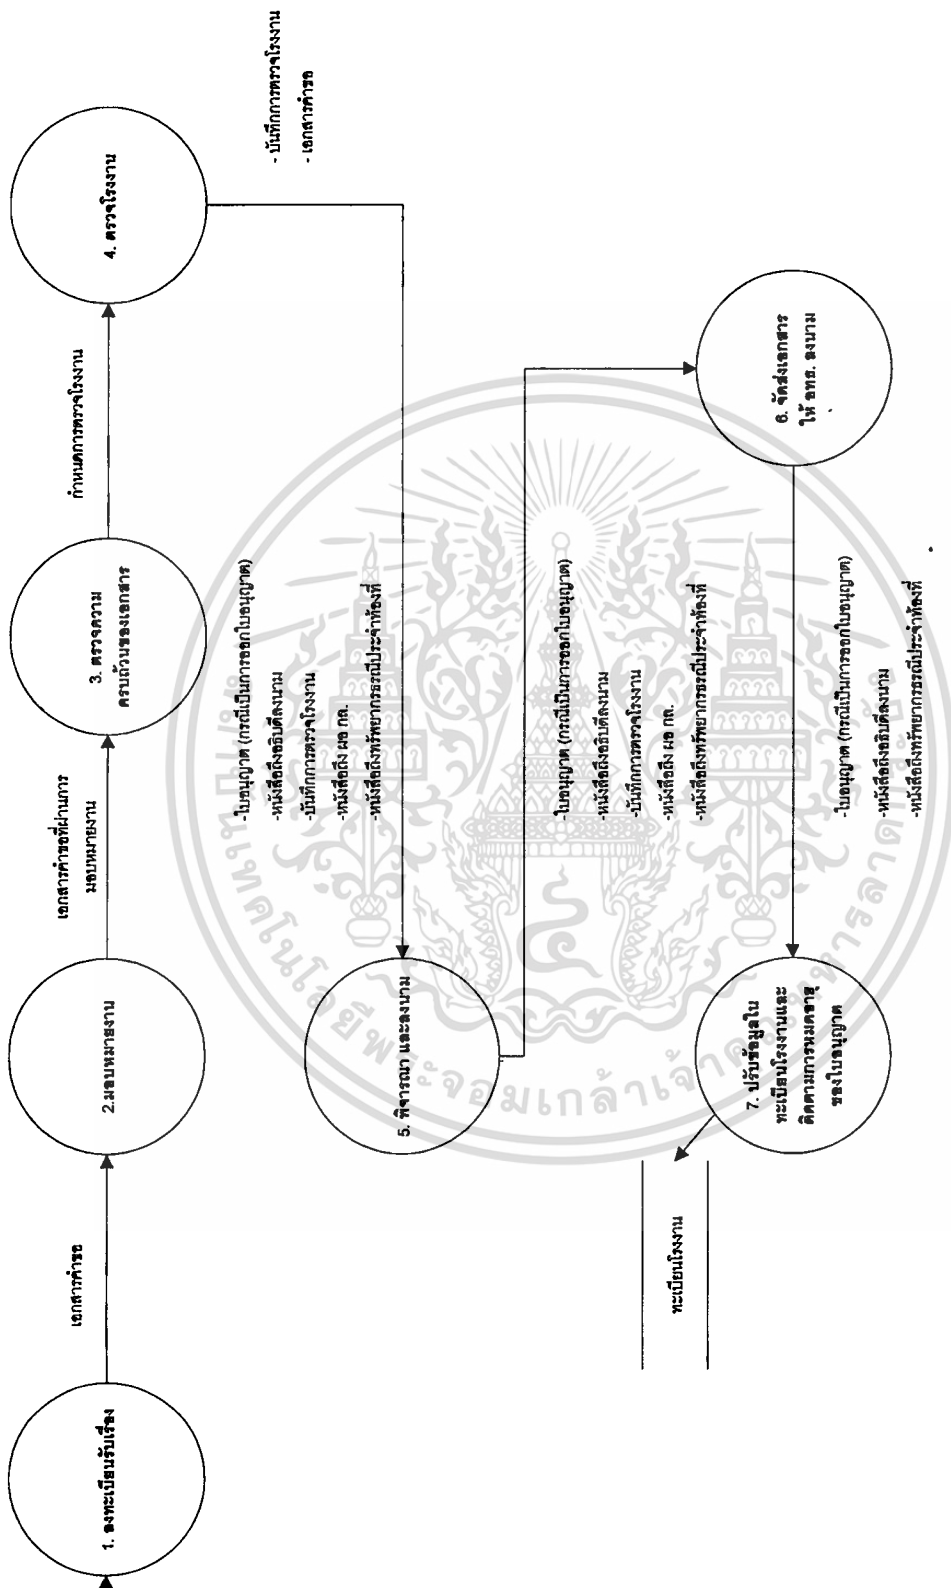 1. ลงทะเบียนรับเรื่อง
เอกสารคำขอ
2.มอบหมายงาน
เอกสารคำขอที่ผ่านการ
มอบหมายงาน
3. ตรวจความ
ครบถ้วนของเอกสาร
กำหนดการตรวจโรงงาน
4. ตรวจโรงงาน
- บันทึกการตรวจโรงงาน
- เอกสารคำขอ
5. พิจารณา และลงนาม
-ใบอนุญาต (กรณีเป็นการออกใบอนุญาต)
-หนังสือถึงอธิบดีลงนาม
-บันทึกการตรวจโรงงาน
-หนังสือถึง ผอ กล.
-หนังสือถึงทรัพยากรธรณีประจำท้องที่
-ใบอนุญาต (กรณีเป็นการออกใบอนุญาต)
-หนังสือถึงอธิบดีลงนาม
-บันทึกการตรวจโรงงาน
-หนังสือถึง ผอ กล.
-หนังสือถึงทรัพยากรธรณีประจำท้องที่
6. จัดส่งเอกสาร
ให้ อทธ. ลงนาม
-ใบอนุญาต (กรณีเป็นการออกใบอนุญาต)
-หนังสือถึงอธิบดีลงนาม
-หนังสือถึงทรัพยากรธรณีประจำท้องที่
7. ปรับข้อมูลใน
ทะเบียนโรงงานและ
ติดตามการหมดอายุ
ของใบอนุญาต
ทะเบียนโรงงาน